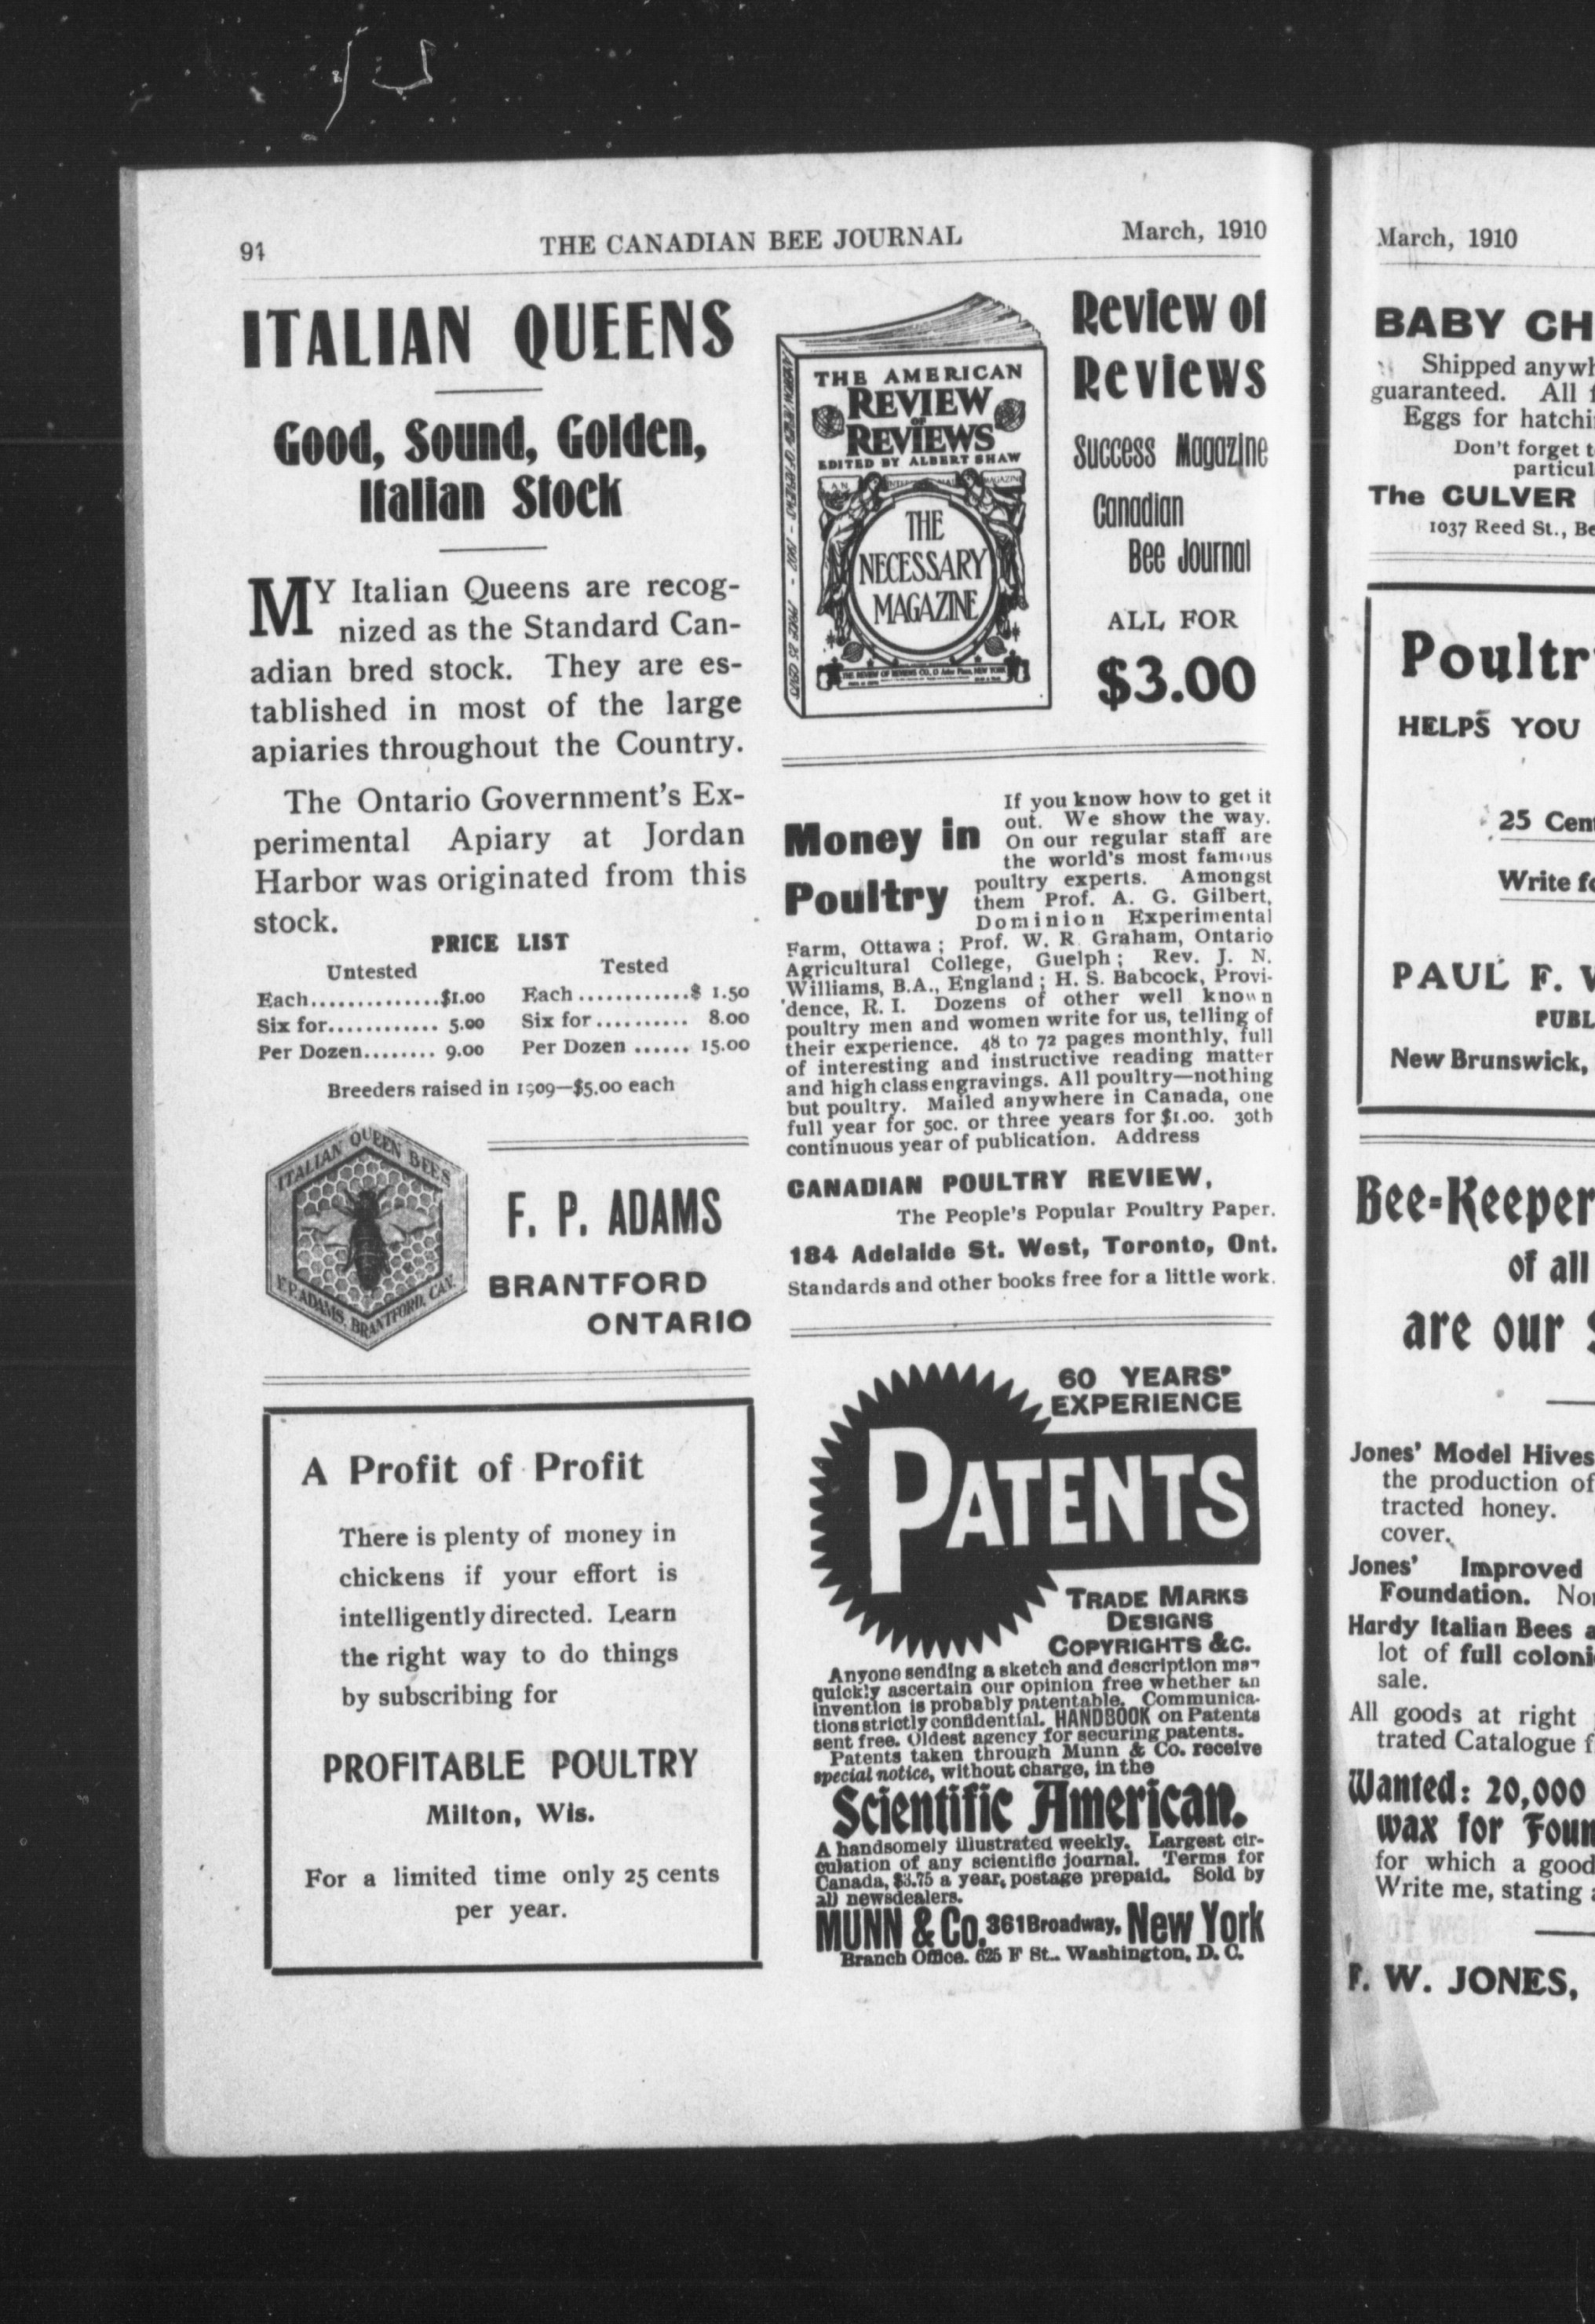 94
THE CANADIAN BEE JOURNAL
March, 1910
ITALIAN QUEENS
Good, Sound, Golden,
Italian Stock
MY Italian Queens are recog-
nized as the Standard Can-
adian bred stock. They are es-
tablished in most of the large
apiaries throughout the Country.
The Ontario Government's Ex-
perimental Apiary at Jordan
Harbor was originated from this
stock.
PRICE LIST
Untested Tested
Each..............$1.00 Each ............$ 1.50
Six for............ 5.00 Six for .......... 8.00
Per Dozen........ 9.00 Per Dozen ...... 15.00
Breeders raised in 1909—$5.00 each
ITALIAN QUEEN BEES
F. P. ADAMS, BRANTFORD, CAN.
F. P. ADAMS
BRANTFORD
ONTARIO
A Profit of Profit
There is plenty of money in
chickens if your effort is
intelligently directed. Learn
the right way to do things
by subscribing for
PROFITABLE POULTRY
Milton, Wis.
For a limited time only 25 cents
per year.
THE AMERICAN
REVIEW
OF
REVIEWS
EDITED BY ALBERT SHAW
THE
NECESSARY
MAGAZINE
THE REVIEW OF REVIEWS CO., 13 Astor Place, NEW YORK
Review of
Reviews
Success Magazine
Canadian
Bee Journal
ALL FOR
$3.00
Money in
Poultry
If you know how to get it
out. We show the way.
On our regular staff are
the world's most famous
poultry experts. Amongst
them Prof. A. G. Gilbert,
Dominion Experimental
Farm, Ottawa; Prof. W. R. Graham, Ontario
Agricultural College, Guelph; Rev. J. N.
Williams, B.A., England; H. S. Babcock, Provi-
dence, R. I. Dozens of other well known
poultry men and women write for us, telling of
their experience. 48 to 72 pages monthly, full
of interesting and instructive reading matter
and high class engravings. All poultry—nothing
but poultry. Mailed anywhere in Canada, one
full year for 50c. or three years for $1.00. 30th
continuous year of publication. Address
CANADIAN POULTRY REVIEW,
The People's Popular Poultry Paper.
184 Adelaide St. West, Toronto, Ont.
Standards and other books free for a little work.
60 YEARS'
EXPERIENCE
PATENTS
TRADE MARKS
DESIGNS
COPYRIGHTS &C.
Anyone sending a sketch and description may
quickly ascertain our opinion free whether an
invention is probably patentable. Communica-
tions strictly confidential. HANDBOOK on Patents
sent free. Oldest agency for securing patents.
Patents taken through Munn & Co. receive
special notice, without charge, in the
Scientific American.
A handsomely illustrated weekly. Largest cir-
culation of any scientific journal. Terms for
Canada, $3.75 a year, postage prepaid. Sold by
all newsdealers.
MUNN & CO. 361 Broadway, New York
Branch Office. 625 F St., Washington, D. C.
March, 1910
BABY CH
Shipped anywh
guaranteed. All f
Eggs for hatchi
Don't forget t
particul
The CULVER
1037 Reed St., Be
Poultr
HELPS YOU
25 Cen
Write fo
PAUL F.
PUBL
New Brunswick,
Bee-Keeper
of all
are our
Jones' Model Hives
the production of
tracted honey.
cover.
Jones' Improved
Foundation. No
Hardy Italian Bees a
lot of full coloni
sale.
All goods at right
trated Catalogue f
Wanted: 20,000
wax for Foun
for which a good
Write me, stating a
F. W. JONES,